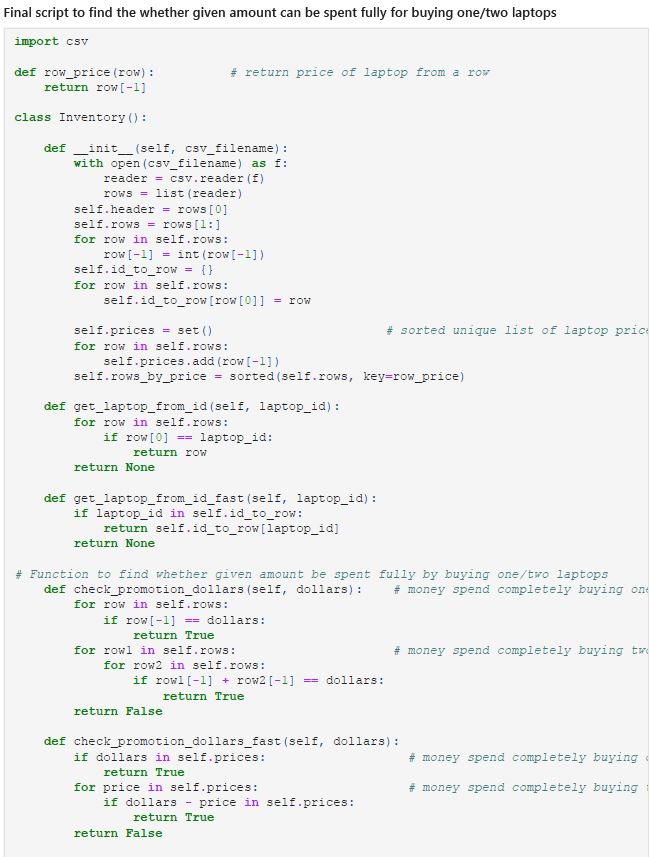 Final script to find the whether given amount can be spent fully for buying one/two laptops
import csv
def row_price(row):           # return price of laptop from a row
    return row[-1]
class Inventory():
    def __init__(self, csv_filename):
        with open(csv_filename) as f:
            reader = csv.reader(f)
            rows = list(reader)
        self.header = rows[0]
        self.rows = rows[1:]
        for row in self.rows:
            row[-1] = int(row[-1])
        self.id_to_row = {}
        for row in self.rows:
            self.id_to_row[row[0]] = row
        self.prices = set()                        # sorted unique list of laptop
        for row in self.rows:
            self.prices.add(row[-1])
        self.rows_by_price = sorted(self.rows, key=row_price)
    def get_laptop_from_id(self, laptop_id):
        for row in self.rows:
            if row[0] == laptop_id:
                return row
        return None
    def get_laptop_from_id_fast(self, laptop_id):
        if laptop_id in self.id_to_row:
            return self.id_to_row[laptop_id]
        return None
# Function to find whether given amount be spent fully by buying one/two laptops
    def check_promotion_dollars(self, dollars):    # money spend completely buying
        for row in self.rows:
            if row[-1] == dollars:
                return True
        for row1 in self.rows:                      # money spend completely buying
            for row2 in self.rows:
                if row1[-1] + row2[-1] == dollars:
                    return True
        return False
    def check_promotion_dollars_fast(self, dollars):
        if dollars in self.prices:                   # money spend completely buying
            return True
        for price in self.prices:                    # money spend completely buying
            if dollars - price in self.prices:
                return True
        return False